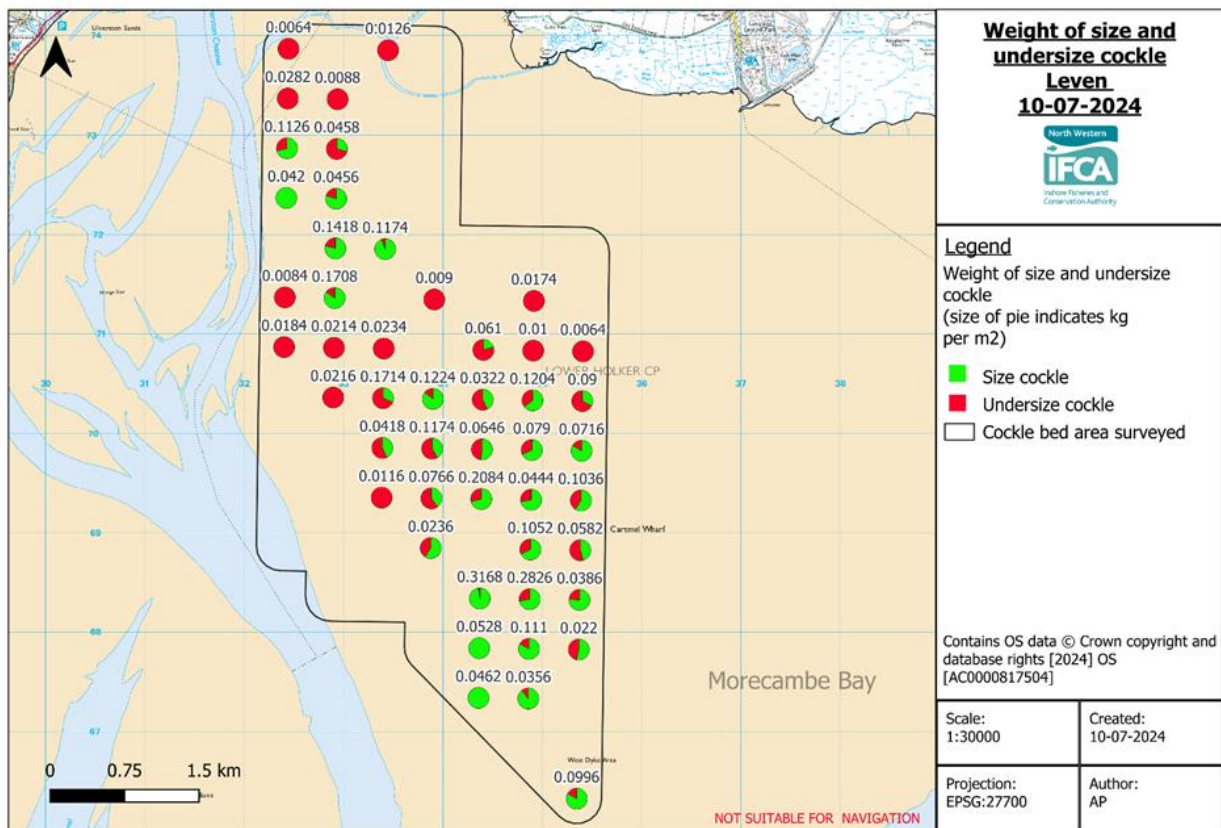 Weight of size and
undersize cockle
Leven
10-07-2024
North Western
IFCA
Inshore Fisheries and
Conservation Authority
Legend
Weight of size and undersize
cockle
(size of pie indicates kg
per m2)
Size cockle
Undersize cockle
Cockle bed area surveyed
Contains OS data © Crown copyright and
database rights [2024] OS
[AC0000817504]
Scale:
1:30000
Created:
10-07-2024
Projection:
EPSG:27700
Author:
AP
Ulverston Sands
74
0.0064 0.0126
0.0282 0.0088
73
0.1126 0.0458
0.042 0.0456
72
0.1418 0.1174
0.0084 0.1708 0.009 0.0174
71
0.0184 0.0214 0.0234 0.061 0.01 0.0064
30 31 32 33 34 35 36 37 38
LOWER HOLKER CP
0.0216 0.1714 0.1224 0.0322 0.1204 0.09
70
0.0418 0.1174 0.0646 0.079 0.0716
0.0116 0.0766 0.2084 0.0444 0.1036
69
Cartmel Wharf
0.0236 0.1052 0.0582
0.3168 0.2826 0.0386
68
0.0528 0.111 0.022
0.0462 0.0356
Morecambe Bay
67
West Dyke Area
0.0996
0 0.75 1.5 km
NOT SUITABLE FOR NAVIGATION